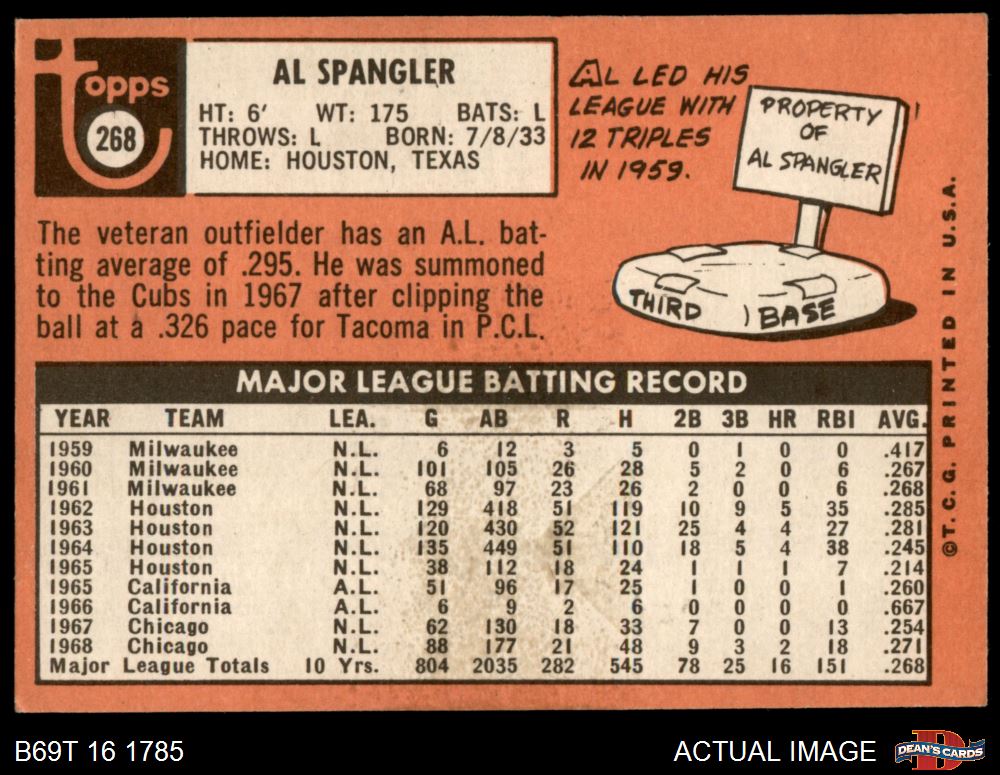 Topps
268
AL SPANGLER
HT: 6′ WT: 175 BATS: L
THROWS: L BORN: 7/8/33
HOME: HOUSTON, TEXAS
AL LED HIS
LEAGUE WITH
12 TRIPLES
IN 1959.
PROPERTY
OF
AL SPANGLER
THIRD BASE
The veteran outfielder has an A.L. bat-
ting average of .295. He was summoned
to the Cubs in 1967 after clipping the
ball at a .326 pace for Tacoma in P.C.L.
MAJOR LEAGUE BATTING RECORD
YEAR TEAM LEA. G AB R H 2B 3B HR RBI AVG.
1959 Milwaukee N.L. 6 12 3 5 0 1 0 0 .417
1960 Milwaukee N.L. 101 105 26 28 5 2 0 6 .267
1961 Milwaukee N.L. 68 97 23 26 2 0 0 6 .268
1962 Houston N.L. 129 418 51 119 10 9 5 35 .285
1963 Houston N.L. 120 430 52 121 25 4 4 27 .281
1964 Houston N.L. 135 449 51 110 18 5 4 38 .245
1965 Houston N.L. 38 112 18 24 1 1 1 7 .214
1965 California A.L. 51 96 17 25 1 0 0 1 .260
1966 California A.L. 6 9 2 6 0 0 0 0 .667
1967 Chicago N.L. 62 130 18 33 7 0 0 13 .254
1968 Chicago N.L. 88 177 21 48 9 3 2 18 .271
Major League Totals 10 Yrs. 804 2035 282 545 78 25 16 151 .268
©T. C. G. PRINTED IN U.S.A.
B69T 16 1785
ACTUAL IMAGE
DEAN'S CARDS